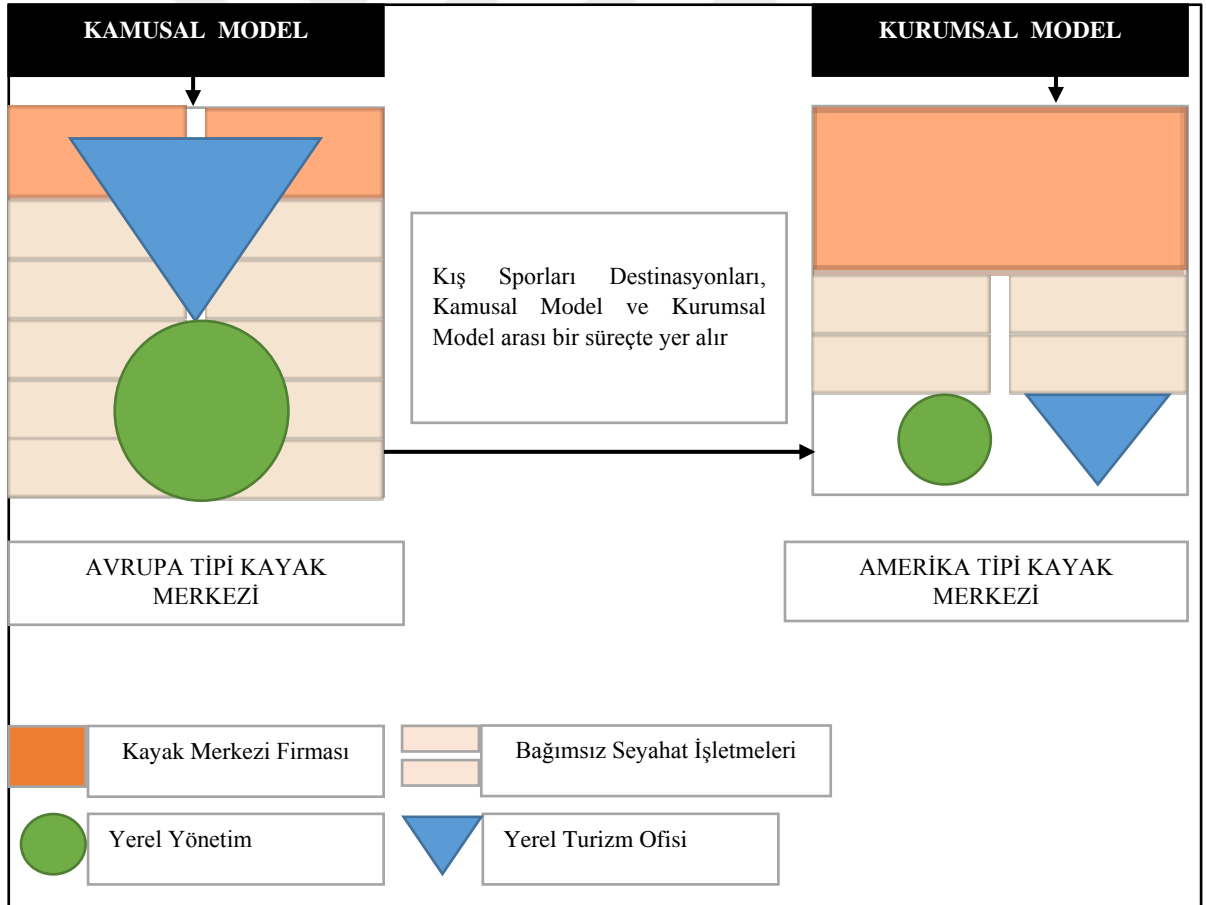 KAMUSAL MODEL
KURUMSAL MODEL
Kış Sporları Destinasyonları,
Kamusal Model ve Kurumsal
Model arası bir süreçte yer alır
AVRUPA TİPİ KAYAK
MERKEZİ
AMERİKA TİPİ KAYAK
MERKEZİ
Kayak Merkezi Firması
Bağımsız Seyahat İşletmeleri
Yerel Yönetim
Yerel Turizm Ofisi